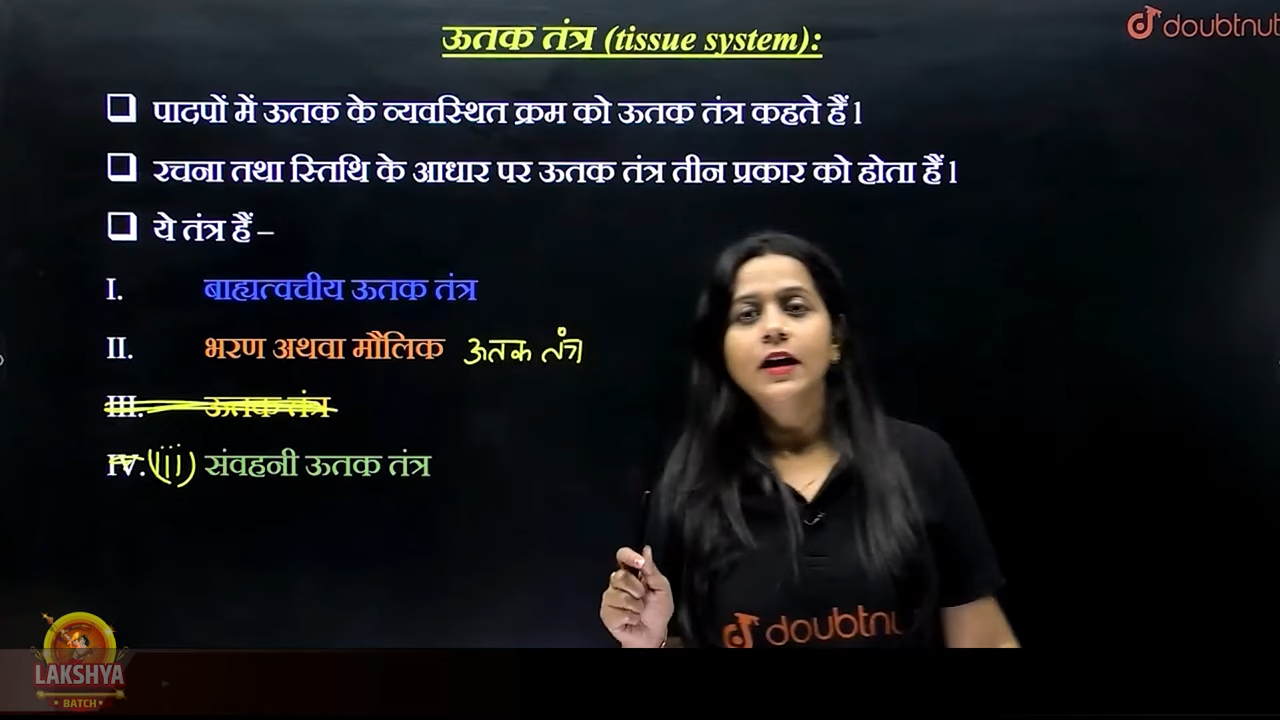 ऊतक तंत्र (tissue system):
doubtnut
❑ पादपों में ऊतक के व्यवस्थित क्रम को ऊतक तंत्र कहते हैं l
❑ रचना तथा स्तिथि के आधार पर ऊतक तंत्र तीन प्रकार को होता हैं l
❑ ये तंत्र हैं –
I. बाह्यत्वचीय ऊतक तंत्र
II. भरण अथवा मौलिक ऊतक तंत्र
III. ऊतक तंत्र
IV. (iii) संवहनी ऊतक तंत्र
doubtnu
LAKSHYA
BATCH